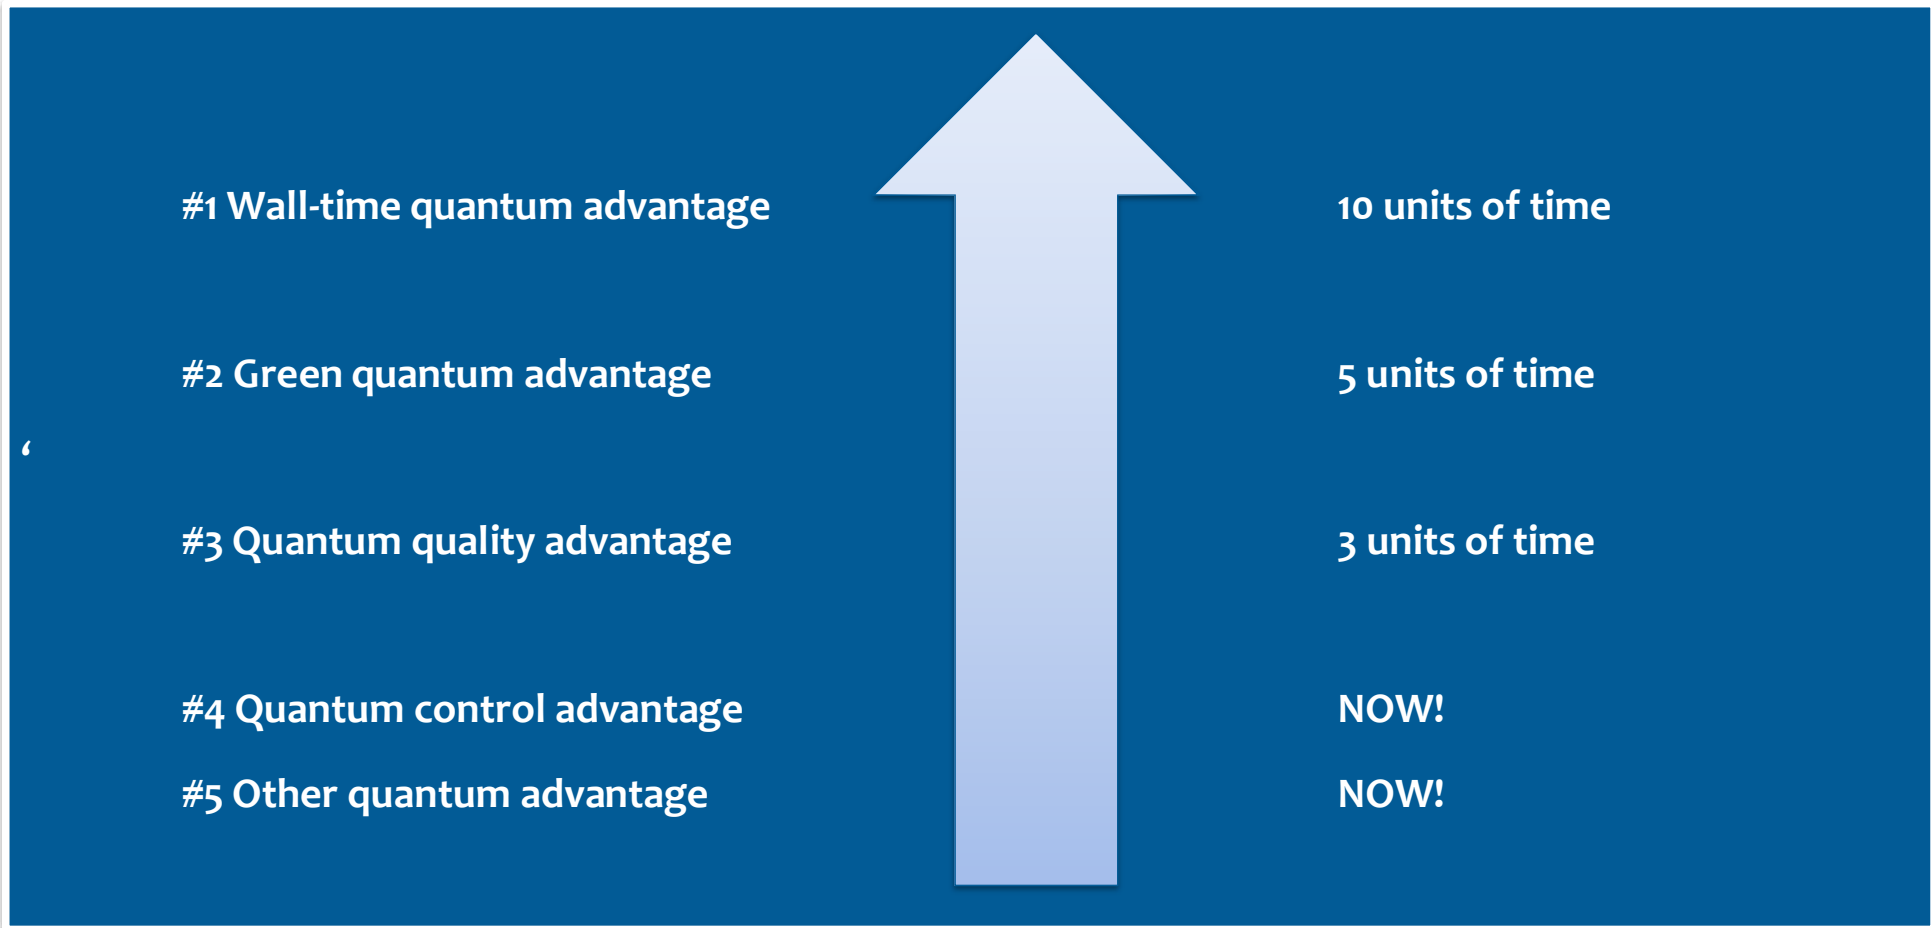 #1 Wall-time quantum advantage 10 units of time
#2 Green quantum advantage 5 units of time
‘
#3 Quantum quality advantage 3 units of time
#4 Quantum control advantage NOW!
#5 Other quantum advantage NOW!